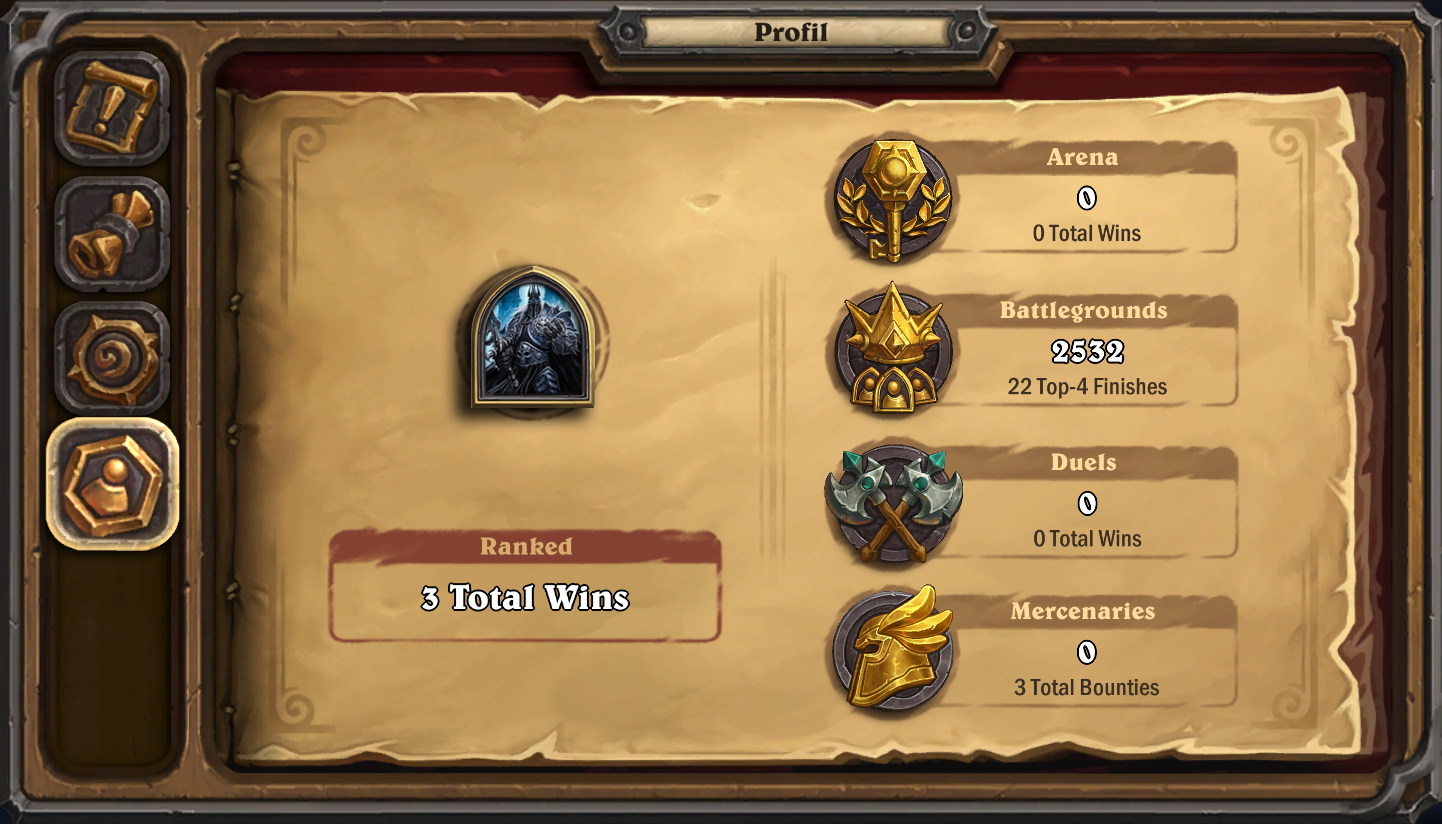 Profil
Ranked
3 Total Wins
Arena
0
0 Total Wins
Battlegrounds
2532
22 Top-4 Finishes
Duels
0
0 Total Wins
Mercenaries
0
3 Total Bounties